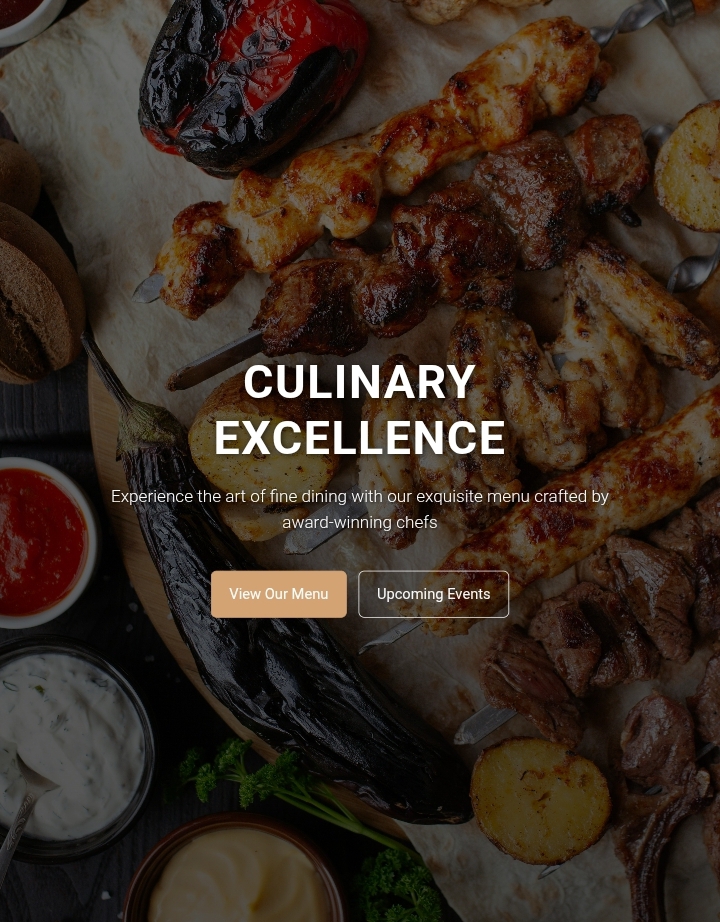 CULINARY
EXCELLENCE
Experience the art of fine dining with our exquisite menu crafted by
award-winning chefs
View Our Menu
Upcoming Events